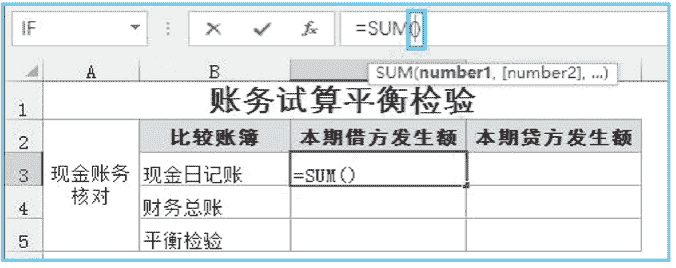 IF
=SUM()
SUM(number1, [number2], ...)
A B
1 账务试算平衡检验
2 比较账簿 本期借方发生额 本期贷方发生额
3 现金账务核对 现金日记账 =SUM()
4 财务总账
5 平衡检验